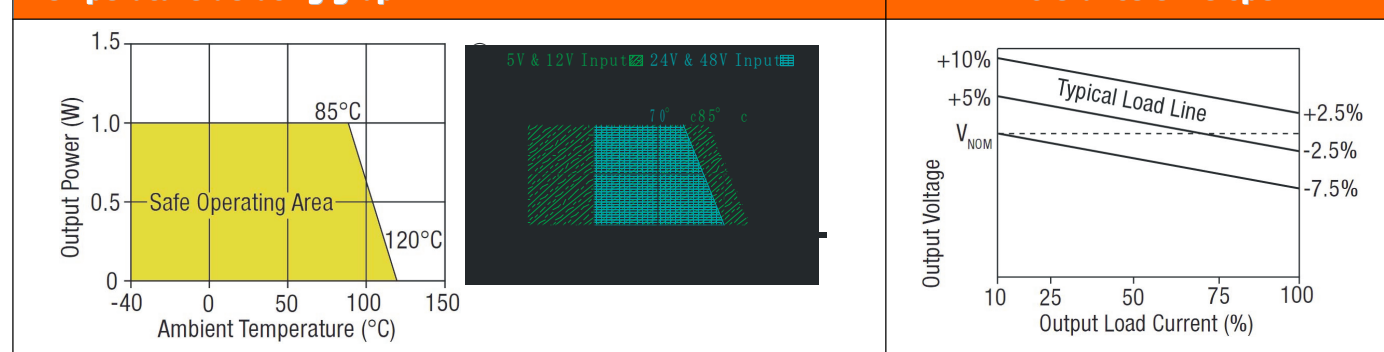 1.5
1.0
0.5
0
Output Power (W)
85°C
Safe Operating Area
120°C
-40 0 50 100 150
Ambient Temperature (°C)
5V & 12V Input 24V & 48V Input
70° c85° c
+10%
+5%
VNOM
Typical Load Line
+2.5%
-2.5%
-7.5%
Output Voltage
10 25 50 75 100
Output Load Current (%)